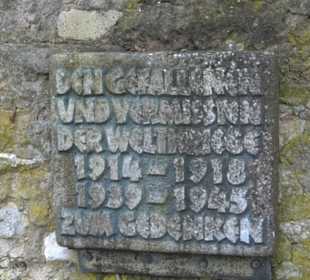 DEN GEFALLENEN
UND VERMISSTEN
DER WELTKRIEGE
1914 - 1918
1939 - 1945
ZUM GEDENKEN